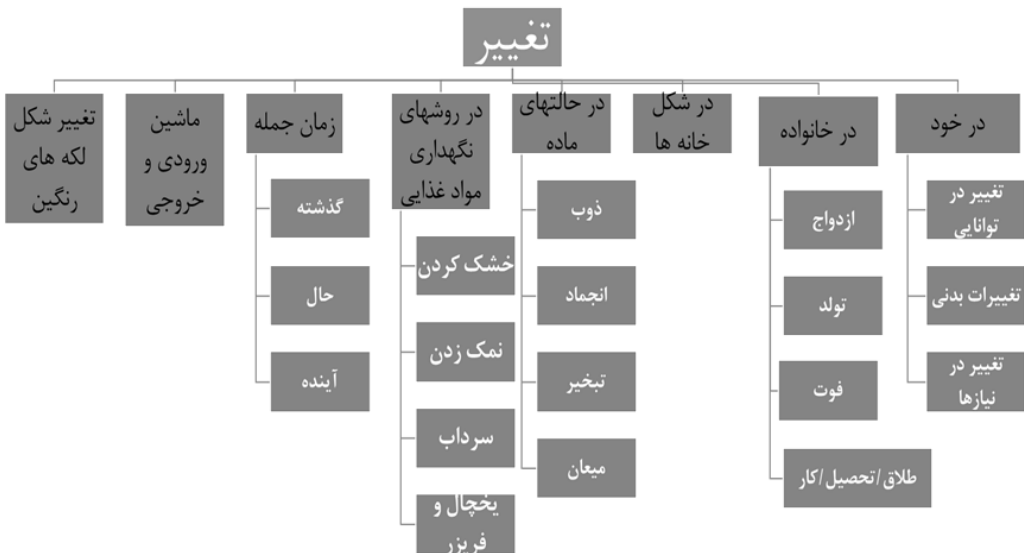 تغییر
در خود
تغییر در
توانایی
تغییرات بدنی
تغییر در
نیازها
در خانواده
ازدواج
تولد
فوت
طلاق/تحصیل/کار
در شکل
خانه ها
در حالتهای
ماده
ذوب
انجماد
تبخیر
میعان
در روشهای
نگهداری
مواد غذایی
خشک کردن
نمک زدن
سرداب
یخچال و
فریزر
زمان جمله
گذشته
حال
آینده
ماشین
ورودی و
خروجی
تغییر شکل
لکه های
رنگین